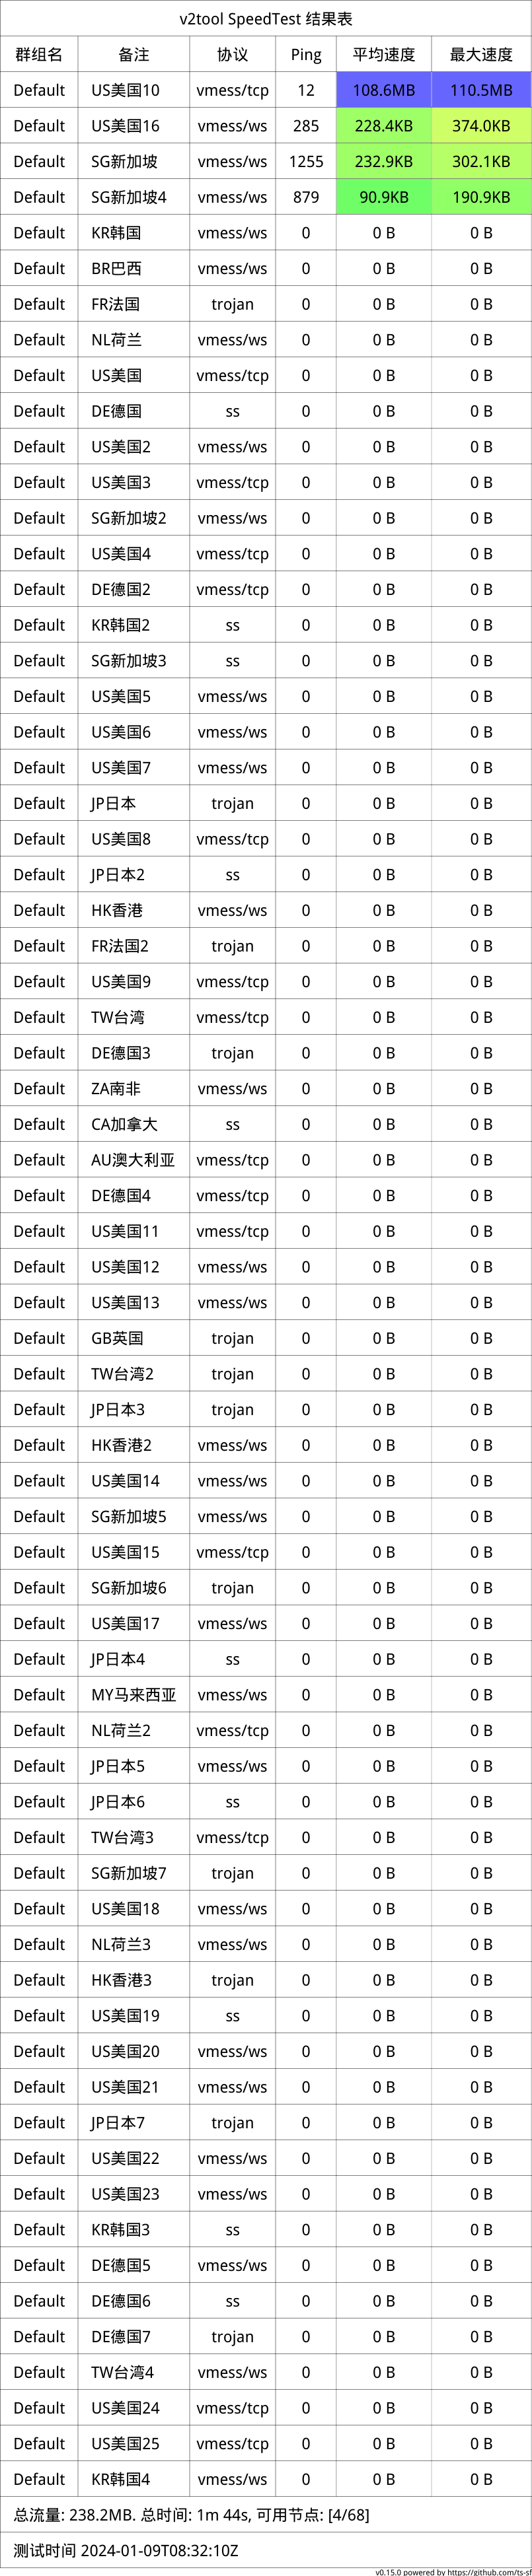 v2tool SpeedTest 结果表
群组名 备注 协议 Ping 平均速度 最大速度
Default US美国10 vmess/tcp 12 108.6MB 110.5MB
Default US美国16 vmess/ws 285 228.4KB 374.0KB
Default SG新加坡 vmess/ws 1255 232.9KB 302.1KB
Default SG新加坡4 vmess/ws 879 90.9KB 190.9KB
Default KR韩国 vmess/ws 0 0 B 0 B
Default BR巴西 vmess/ws 0 0 B 0 B
Default FR法国 trojan 0 0 B 0 B
Default NL荷兰 vmess/ws 0 0 B 0 B
Default US美国 vmess/tcp 0 0 B 0 B
Default DE德国 ss 0 0 B 0 B
Default US美国2 vmess/ws 0 0 B 0 B
Default US美国3 vmess/tcp 0 0 B 0 B
Default SG新加坡2 vmess/ws 0 0 B 0 B
Default US美国4 vmess/tcp 0 0 B 0 B
Default DE德国2 vmess/tcp 0 0 B 0 B
Default KR韩国2 ss 0 0 B 0 B
Default SG新加坡3 ss 0 0 B 0 B
Default US美国5 vmess/ws 0 0 B 0 B
Default US美国6 vmess/ws 0 0 B 0 B
Default US美国7 vmess/ws 0 0 B 0 B
Default JP日本 trojan 0 0 B 0 B
Default US美国8 vmess/tcp 0 0 B 0 B
Default JP日本2 ss 0 0 B 0 B
Default HK香港 vmess/ws 0 0 B 0 B
Default FR法国2 trojan 0 0 B 0 B
Default US美国9 vmess/tcp 0 0 B 0 B
Default TW台湾 vmess/tcp 0 0 B 0 B
Default DE德国3 trojan 0 0 B 0 B
Default ZA南非 vmess/ws 0 0 B 0 B
Default CA加拿大 ss 0 0 B 0 B
Default AU澳大利亚 vmess/tcp 0 0 B 0 B
Default DE德国4 vmess/tcp 0 0 B 0 B
Default US美国11 vmess/tcp 0 0 B 0 B
Default US美国12 vmess/ws 0 0 B 0 B
Default US美国13 vmess/ws 0 0 B 0 B
Default GB英国 trojan 0 0 B 0 B
Default TW台湾2 trojan 0 0 B 0 B
Default JP日本3 trojan 0 0 B 0 B
Default HK香港2 vmess/ws 0 0 B 0 B
Default US美国14 vmess/ws 0 0 B 0 B
Default SG新加坡5 vmess/ws 0 0 B 0 B
Default US美国15 vmess/tcp 0 0 B 0 B
Default SG新加坡6 trojan 0 0 B 0 B
Default US美国17 vmess/ws 0 0 B 0 B
Default JP日本4 ss 0 0 B 0 B
Default MY马来西亚 vmess/ws 0 0 B 0 B
Default NL荷兰2 vmess/tcp 0 0 B 0 B
Default JP日本5 vmess/ws 0 0 B 0 B
Default JP日本6 ss 0 0 B 0 B
Default TW台湾3 vmess/tcp 0 0 B 0 B
Default SG新加坡7 trojan 0 0 B 0 B
Default US美国18 vmess/ws 0 0 B 0 B
Default NL荷兰3 vmess/ws 0 0 B 0 B
Default HK香港3 trojan 0 0 B 0 B
Default US美国19 ss 0 0 B 0 B
Default US美国20 vmess/ws 0 0 B 0 B
Default US美国21 vmess/ws 0 0 B 0 B
Default JP日本7 trojan 0 0 B 0 B
Default US美国22 vmess/ws 0 0 B 0 B
Default US美国23 vmess/ws 0 0 B 0 B
Default KR韩国3 ss 0 0 B 0 B
Default DE德国5 vmess/ws 0 0 B 0 B
Default DE德国6 ss 0 0 B 0 B
Default DE德国7 trojan 0 0 B 0 B
Default TW台湾4 vmess/ws 0 0 B 0 B
Default US美国24 vmess/tcp 0 0 B 0 B
Default US美国25 vmess/tcp 0 0 B 0 B
Default KR韩国4 vmess/ws 0 0 B 0 B
总流量: 238.2MB. 总时间: 1m 44s, 可用节点: [4/68]
测试时间 2024-01-09T08:32:10Z
v0.15.0 powered by https://github.com/ts-sf